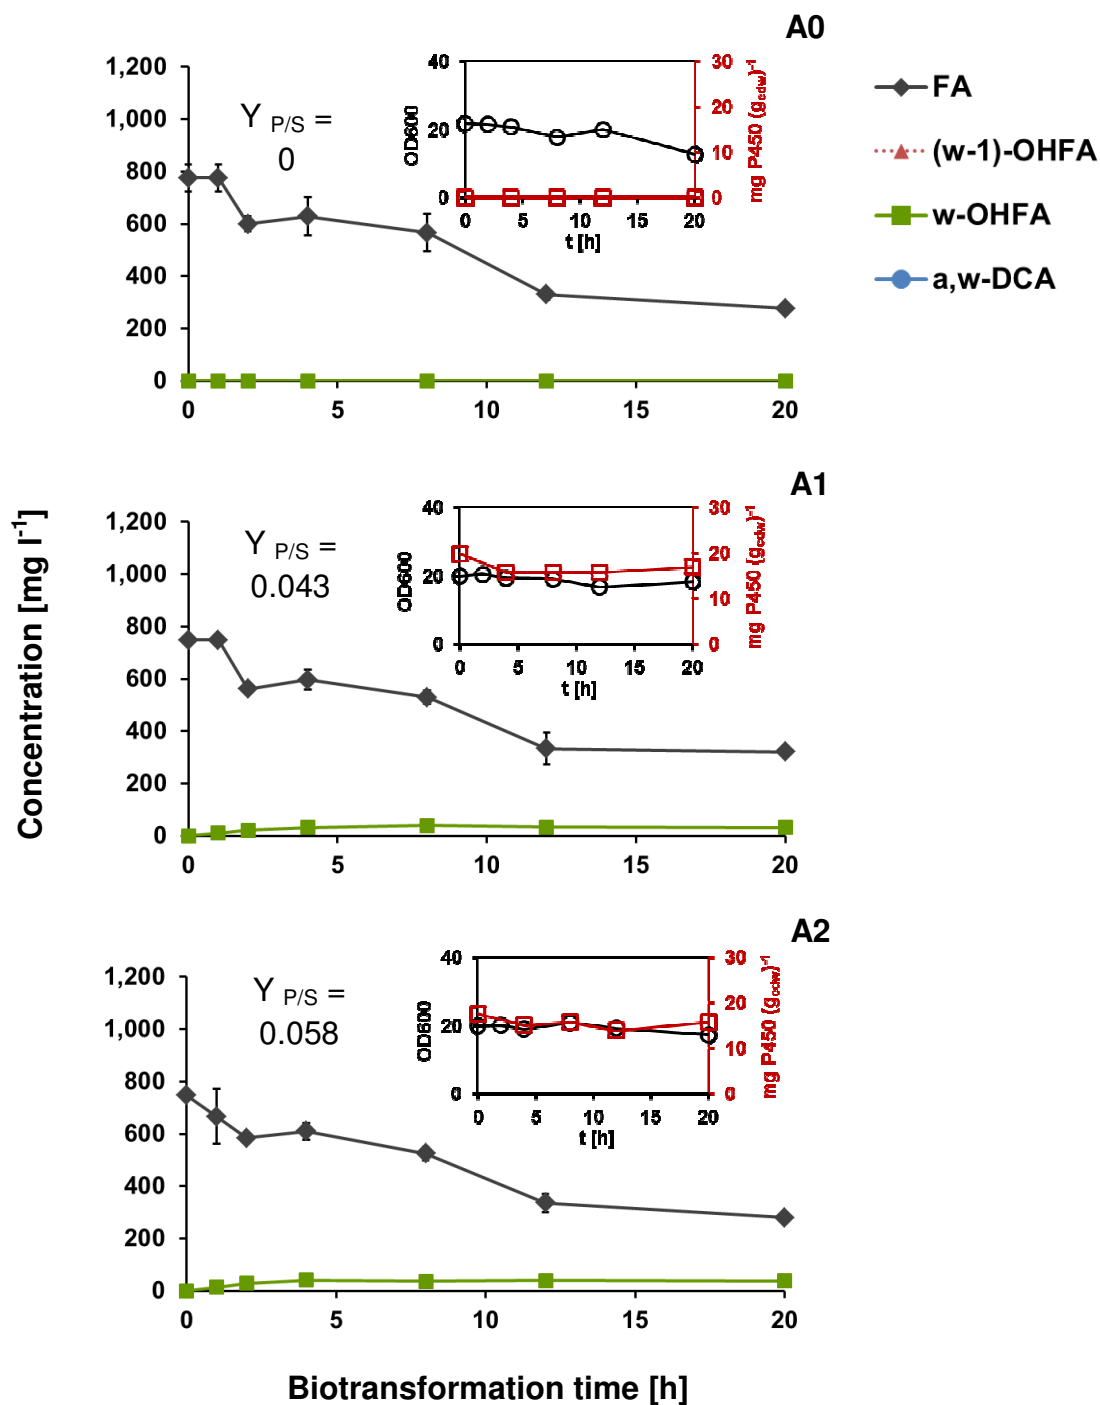 A0
1,200
1,000
800
600
400
200
0
0 5 10 15 20
Y P/S =
0
40
20
0
OD600
0 5 10 15 20
t [h]
30
20
10
0
mg P450 (gcdw)-1
FA
(w-1)-OHFA
w-OHFA
a,w-DCA
A1
1,200
1,000
800
600
400
200
0
0 5 10 15 20
Y P/S =
0.043
40
20
0
OD600
0 5 10 15 20
t [h]
30
20
10
0
mg P450 (gcdw)-1
Concentration [mg l-1]
A2
1,200
1,000
800
600
400
200
0
0 5 10 15 20
Y P/S =
0.058
40
20
0
OD600
0 5 10 15 20
t [h]
30
20
10
0
mg P450 (gcdw)-1
Biotransformation time [h]